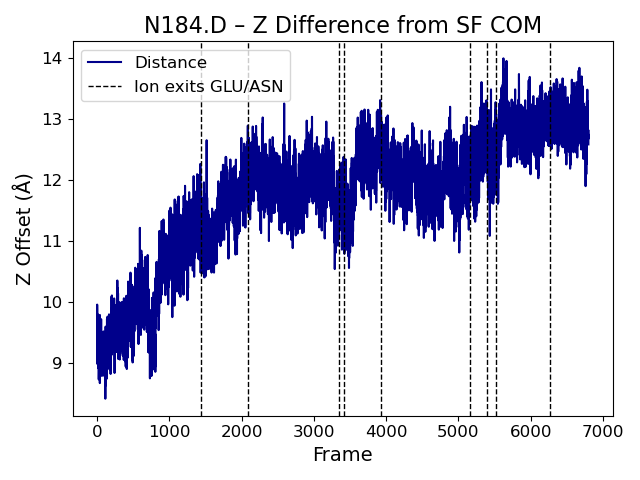 N184.D – Z Difference from SF COM
Distance
Ion exits GLU/ASN
14
13
12
11
10
9
Z Offset (Å)
0 1000 2000 3000 4000 5000 6000 7000
Frame